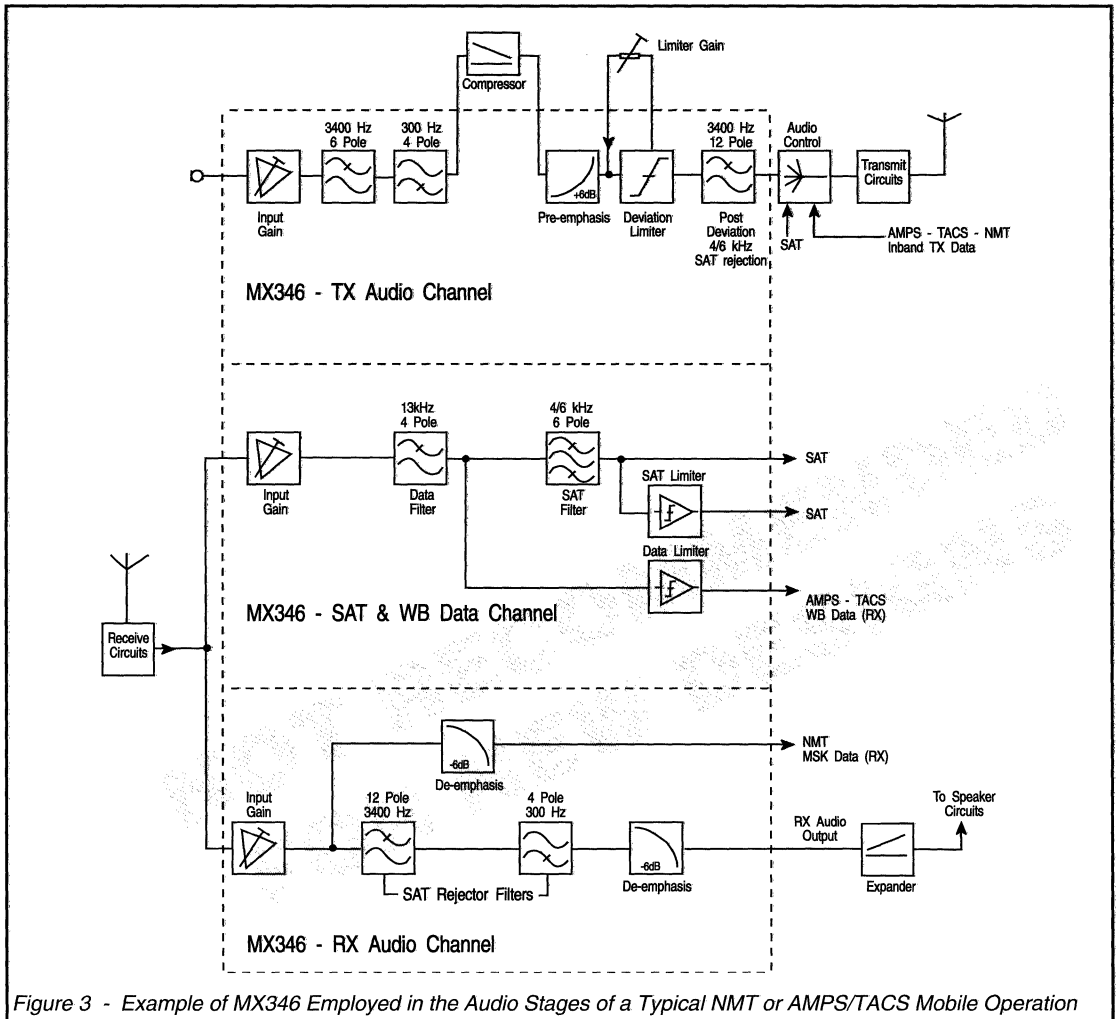 Limiter Gain
Compressor
3400 Hz
6 Pole
300 Hz
4 Pole
3400 Hz
12 Pole
Audio
Control
Transmit
Circuits
+6dB
Input
Gain
Pre-emphasis
Deviation
Limiter
Post
Deviation
4/6 kHz
SAT rejection
SAT
AMPS - TACS - NMT
Inband TX Data
MX346 - TX Audio Channel
13kHz
4 Pole
4/6 kHz
6 Pole
SAT
Input
Gain
Data
Filter
SAT
Filter
SAT Limiter
SAT
Data Limiter
AMPS - TACS
WB Data (RX)
MX346 - SAT & WB Data Channel
Receive
Circuits
NMT
MSK Data (RX)
-6dB
De-emphasis
Input
Gain
12 Pole
3400 Hz
4 Pole
300 Hz
-6dB
De-emphasis
RX Audio
Output
To Speaker
Circuits
Expander
SAT Rejector Filters
MX346 - RX Audio Channel
NOT RECOMMENDED
FOR NEW DESIGNS
Figure 3 - Example of MX346 Employed in the Audio Stages of a Typical NMT or AMPS/TACS Mobile Operation